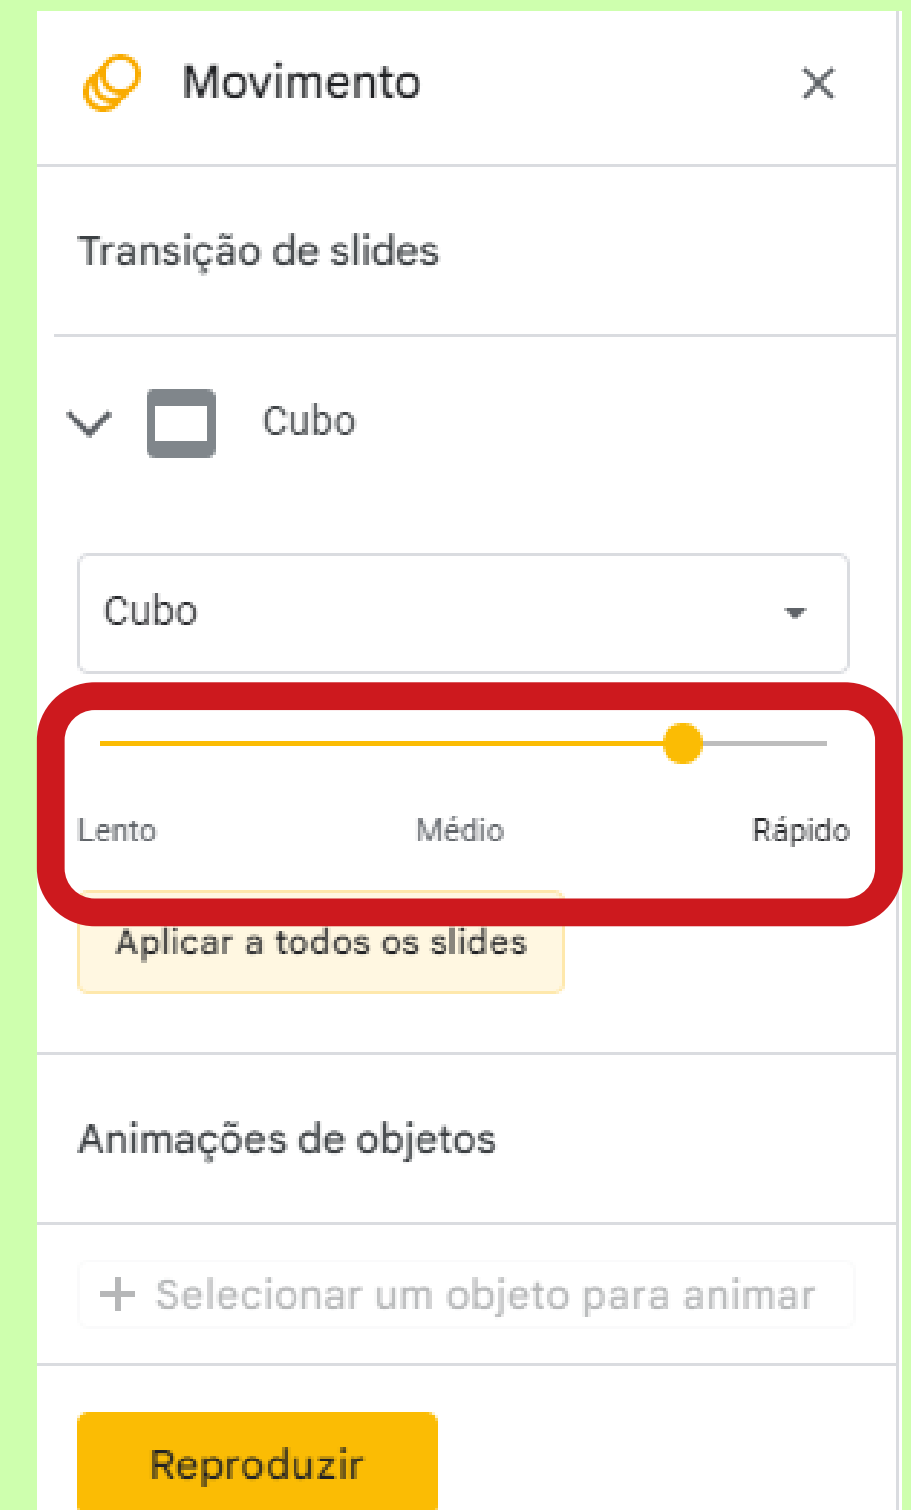 Movimento
Transição de slides
Cubo
Cubo
Lento Médio Rápido
Aplicar a todos os slides
Animações de objetos
+ Selecionar um objeto para animar
Reproduzir